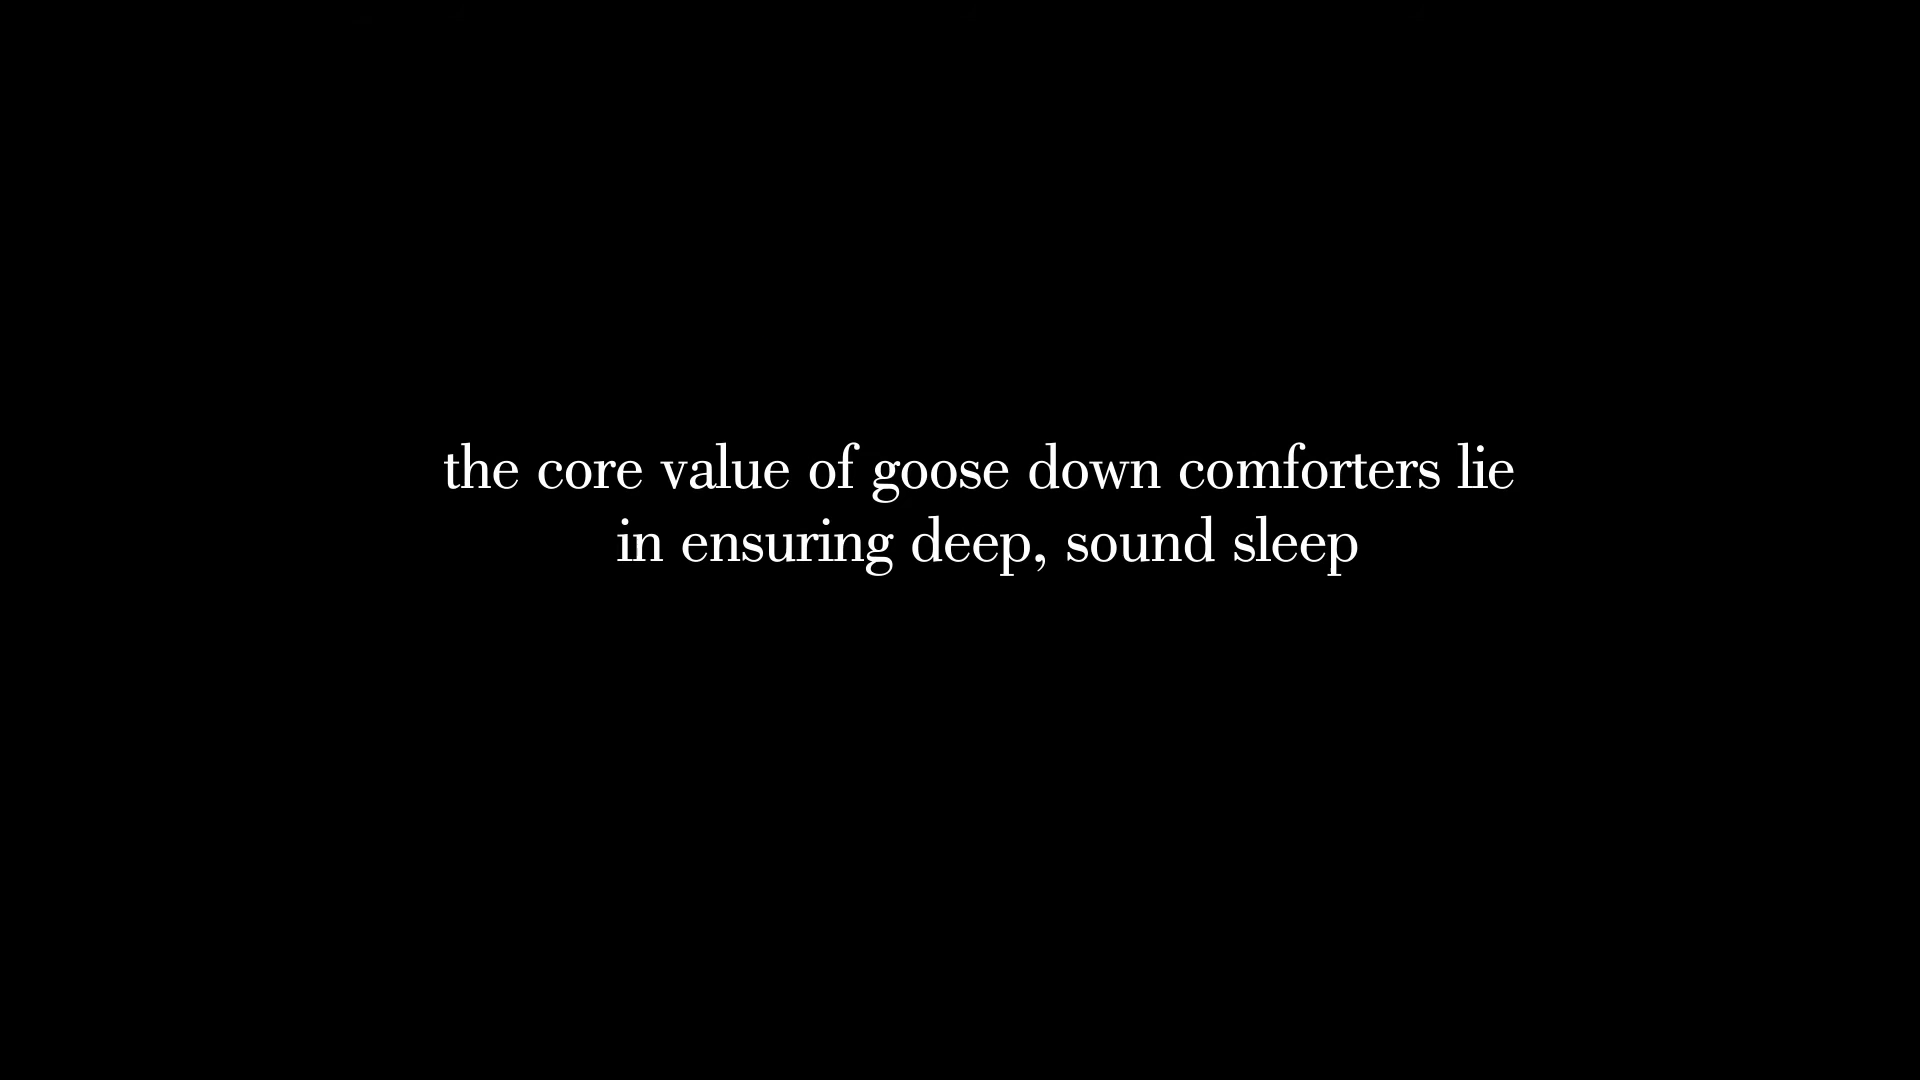 the core value of goose down comforters lie
in ensuring deep, sound sleep